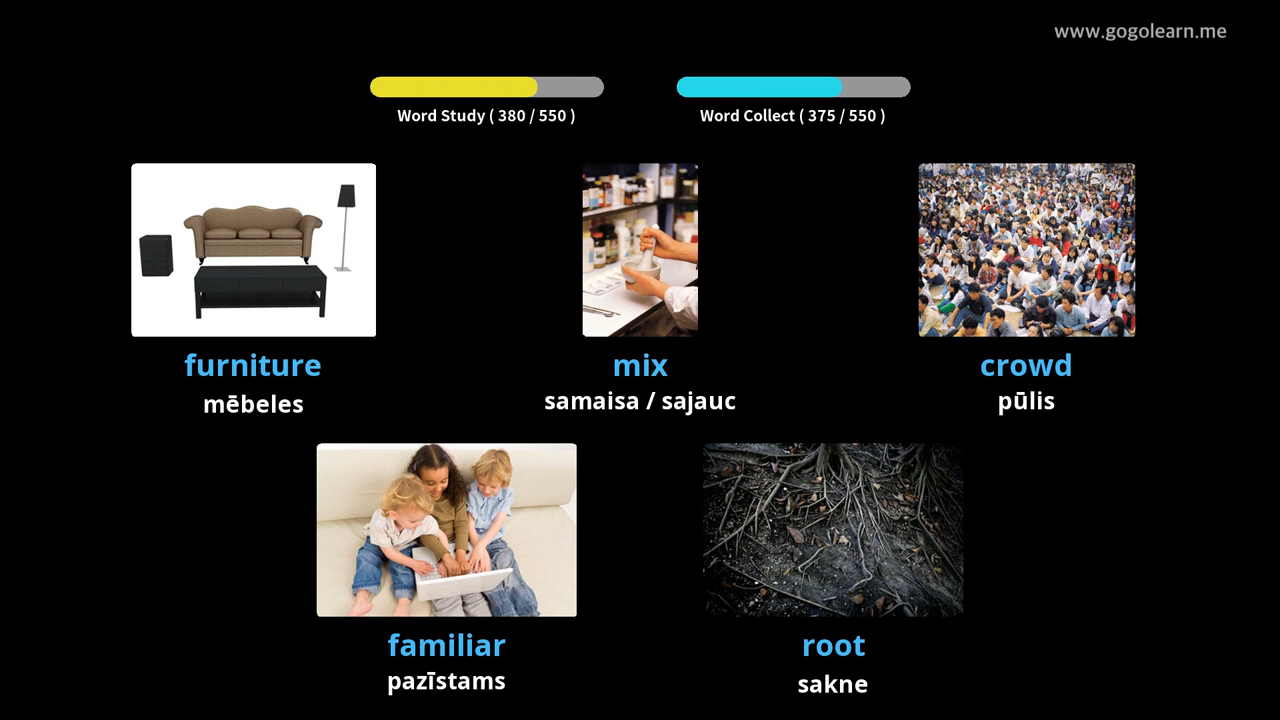 www.gogolearn.me
Word Study ( 380 / 550 )
Word Collect ( 375 / 550 )
furniture
mēbeles
mix
samaisa / sajauc
crowd
pūlis
familiar
pazīstams
root
sakne